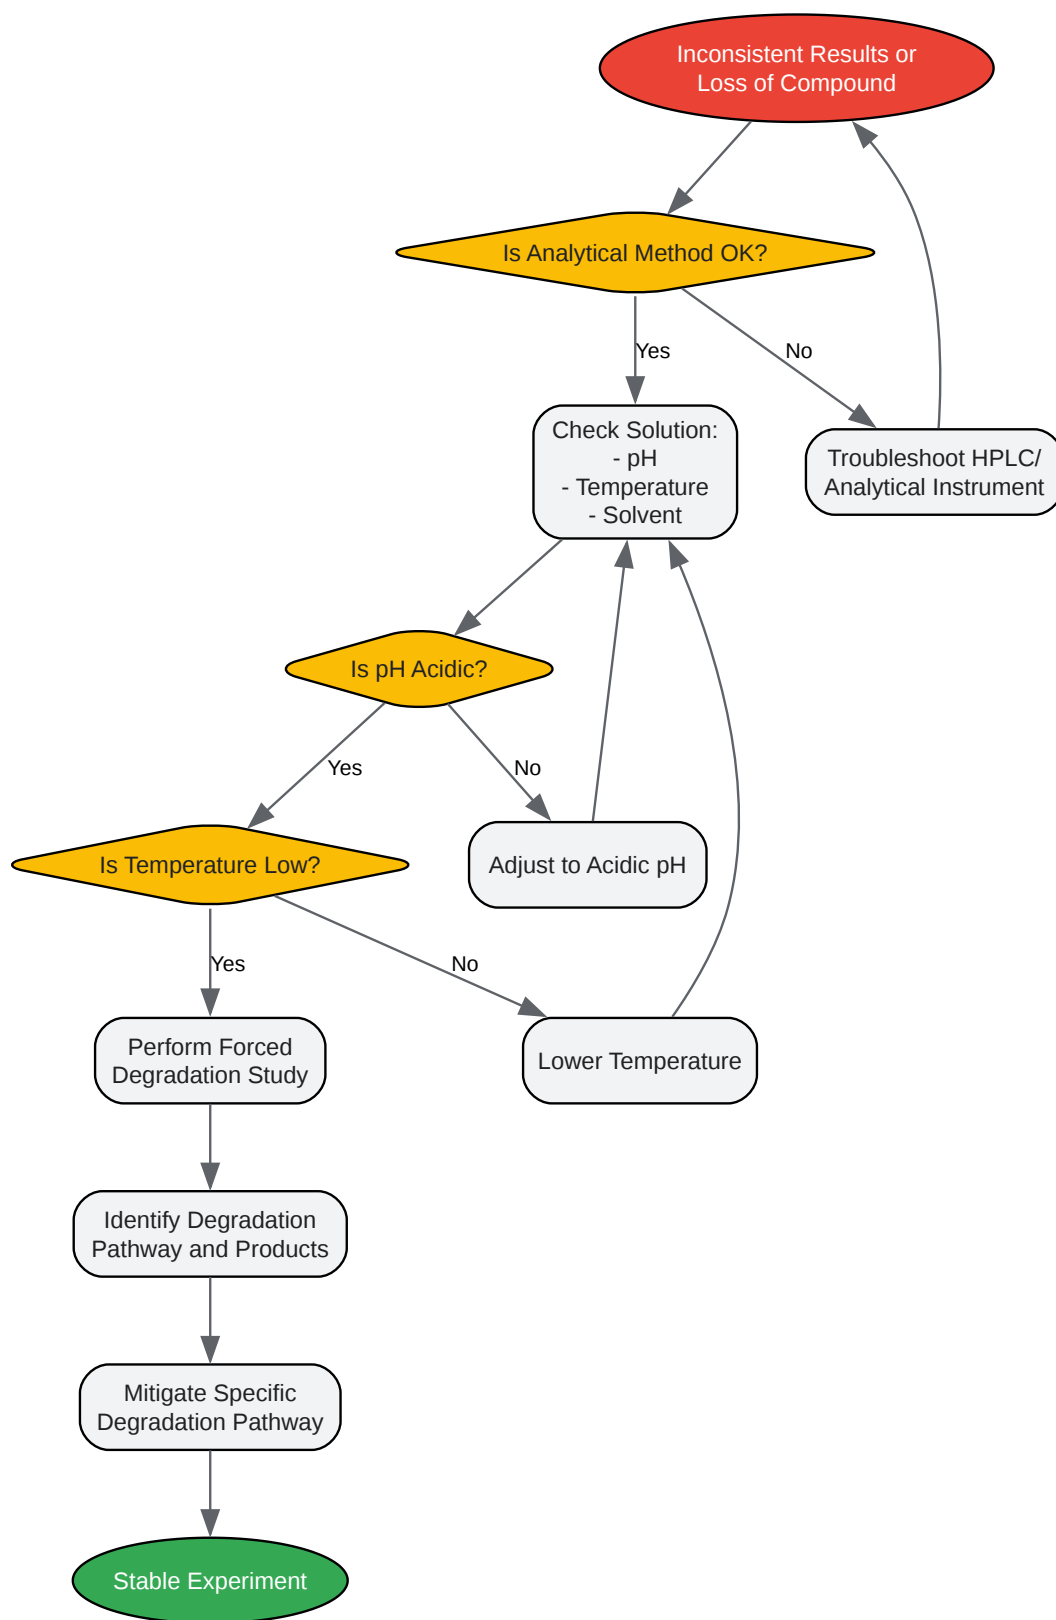 Inconsistent Results or
Loss of Compound
Is Analytical Method OK?
Yes
No
Check Solution:
- pH
- Temperature
- Solvent
Troubleshoot HPLC/
Analytical Instrument
Is pH Acidic?
Yes
No
Is Temperature Low?
Adjust to Acidic pH
Yes
No
Perform Forced
Degradation Study
Lower Temperature
Identify Degradation
Pathway and Products
Mitigate Specific
Degradation Pathway
Stable Experiment